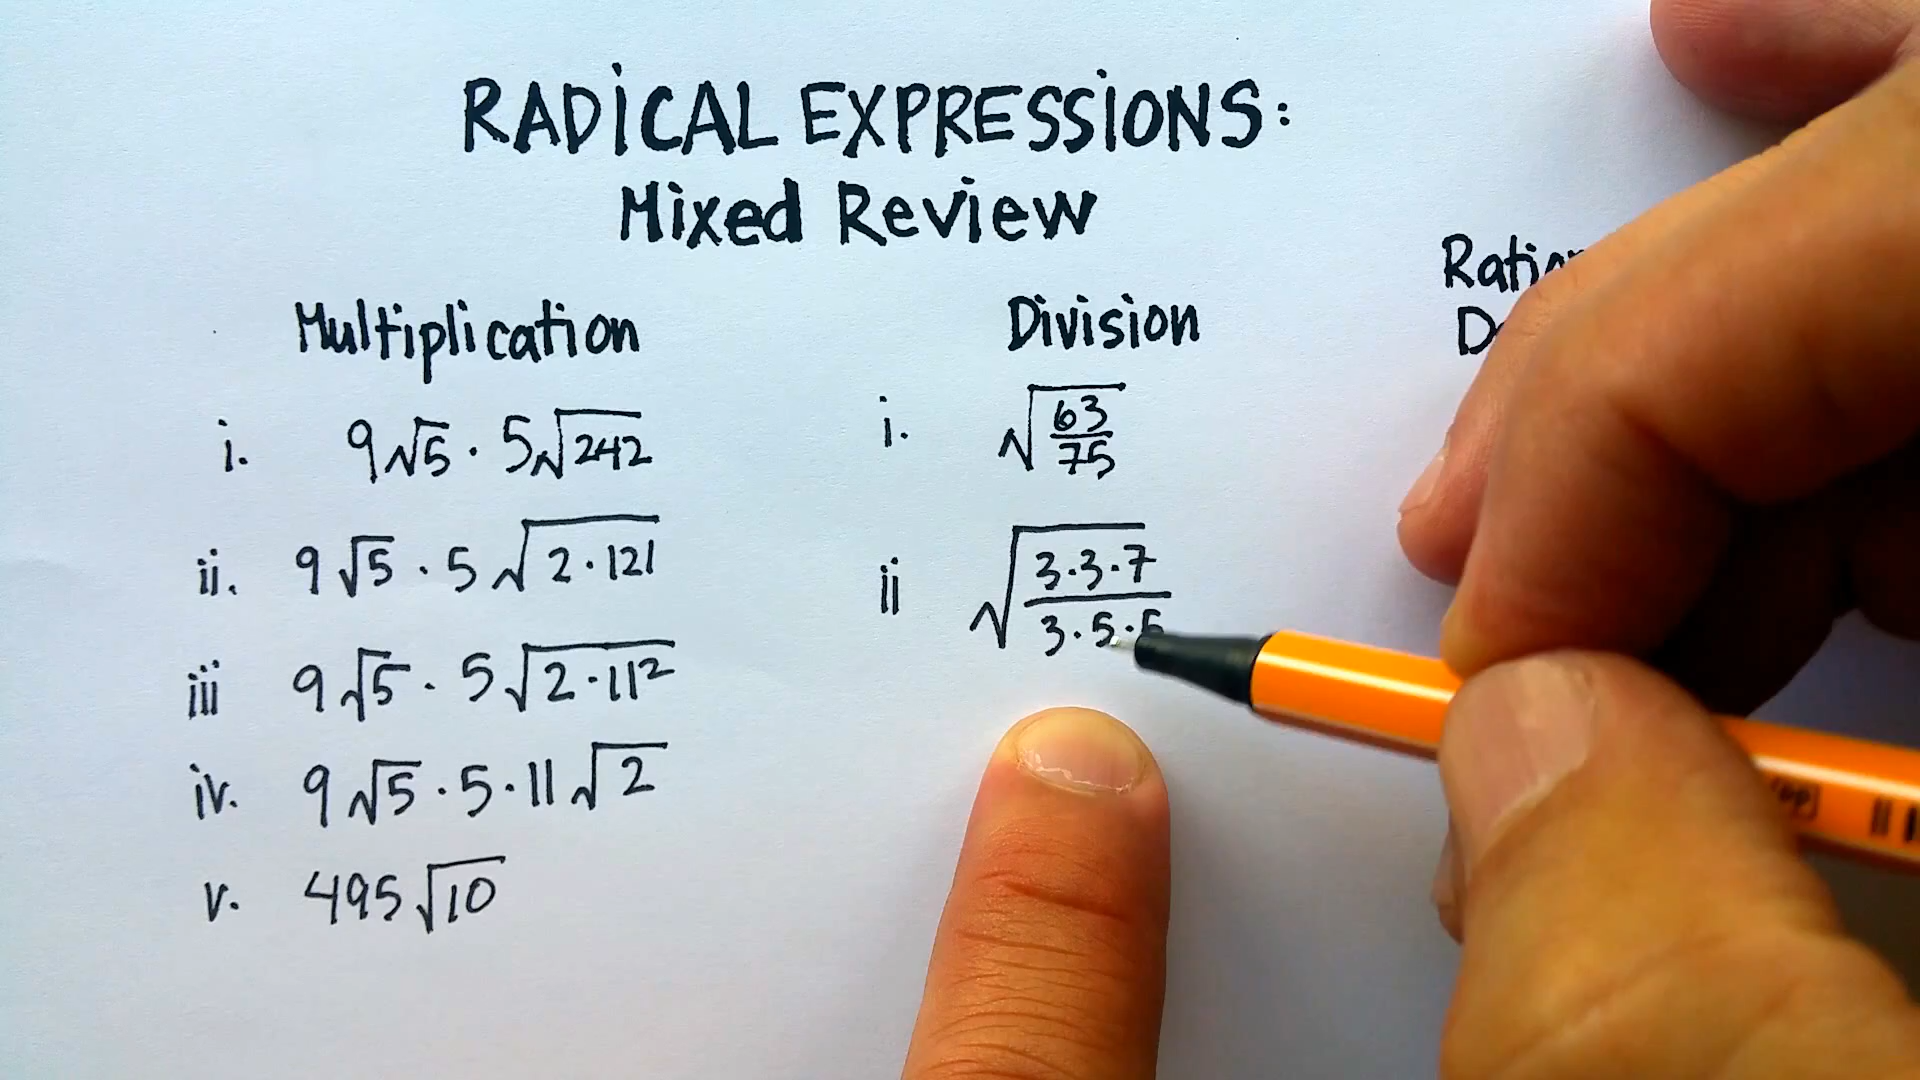 RADICAL EXPRESSIONS:
Mixed Review
Multiplication
i. 9√5 · 5√242
ii. 9√5 · 5√2·121
iii 9√5 · 5√2·11²
iv. 9√5 · 5·11√2
v. 495√10
Division
i. √63/75
ii √3·3·7/3·5·5